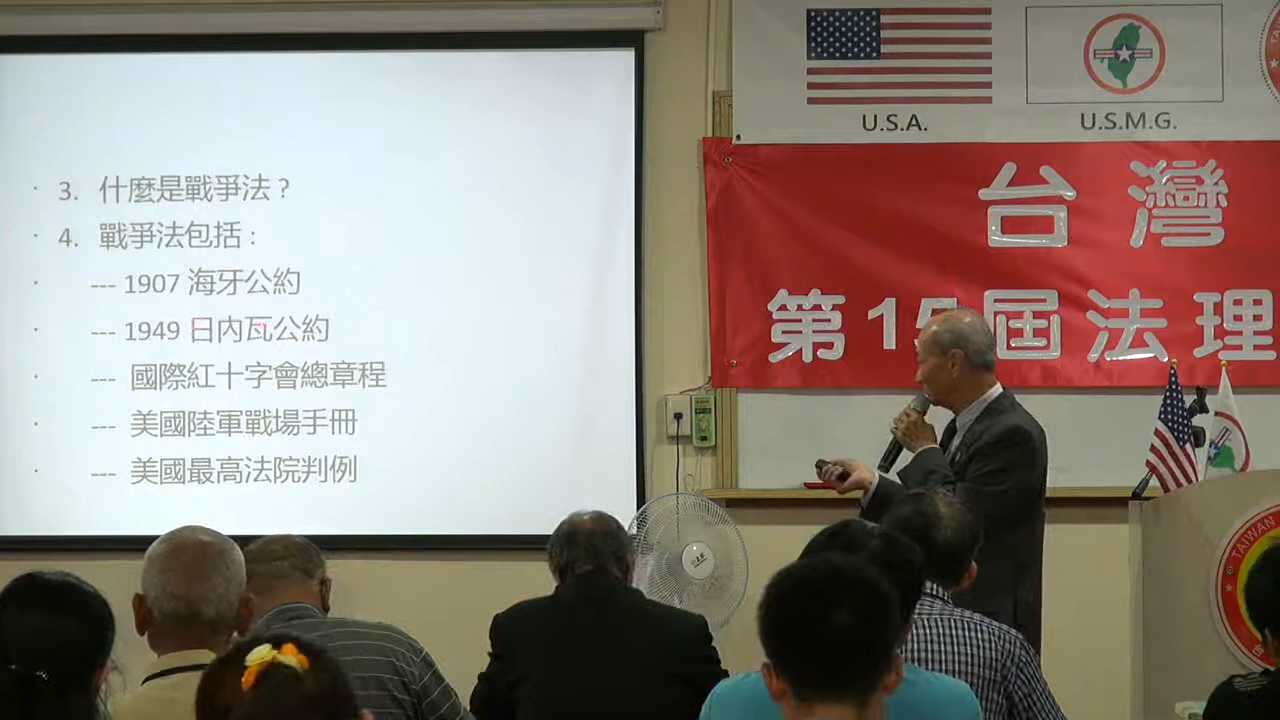 3. 什麼是戰爭法 ?
4. 戰爭法包括 :
--- 1907 海牙公約
--- 1949 日內瓦公約
--- 國際紅十字會總章程
--- 美國陸軍戰場手冊
--- 美國最高法院判例
U.S.A.
U.S.M.G.
台灣
第15屆法理
TAIWAN